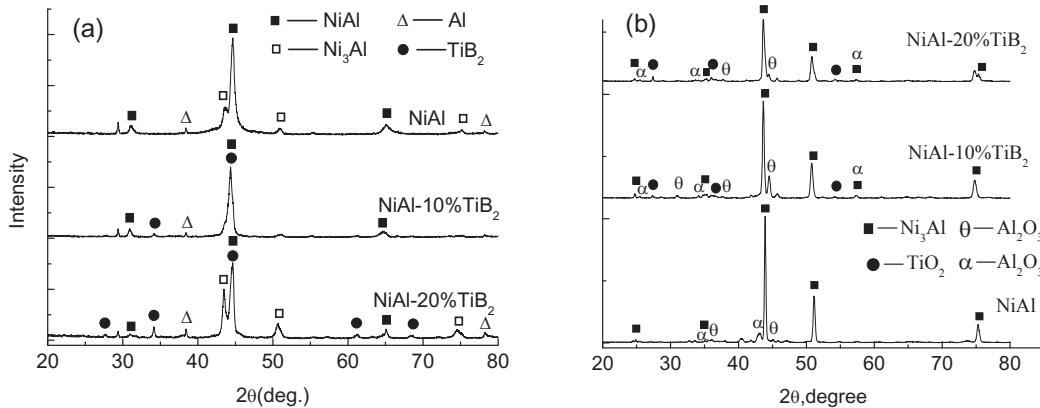 (a)
■—NiAl △—Al
□—Ni₃Al ●—TiB₂
NiAl
NiAl-10%TiB₂
NiAl-20%TiB₂
Intensity
20 30 40 50 60 70 80
2θ(deg.)
(b)
NiAl-20%TiB₂
α θ α θ α
NiAl-10%TiB₂
α θ α θ θ α
■—Ni₃Al θ—Al₂O₃
●—TiO₂ α—Al₂O₃
NiAl
α θ α θ
20 30 40 50 60 70 80
2θ,degree